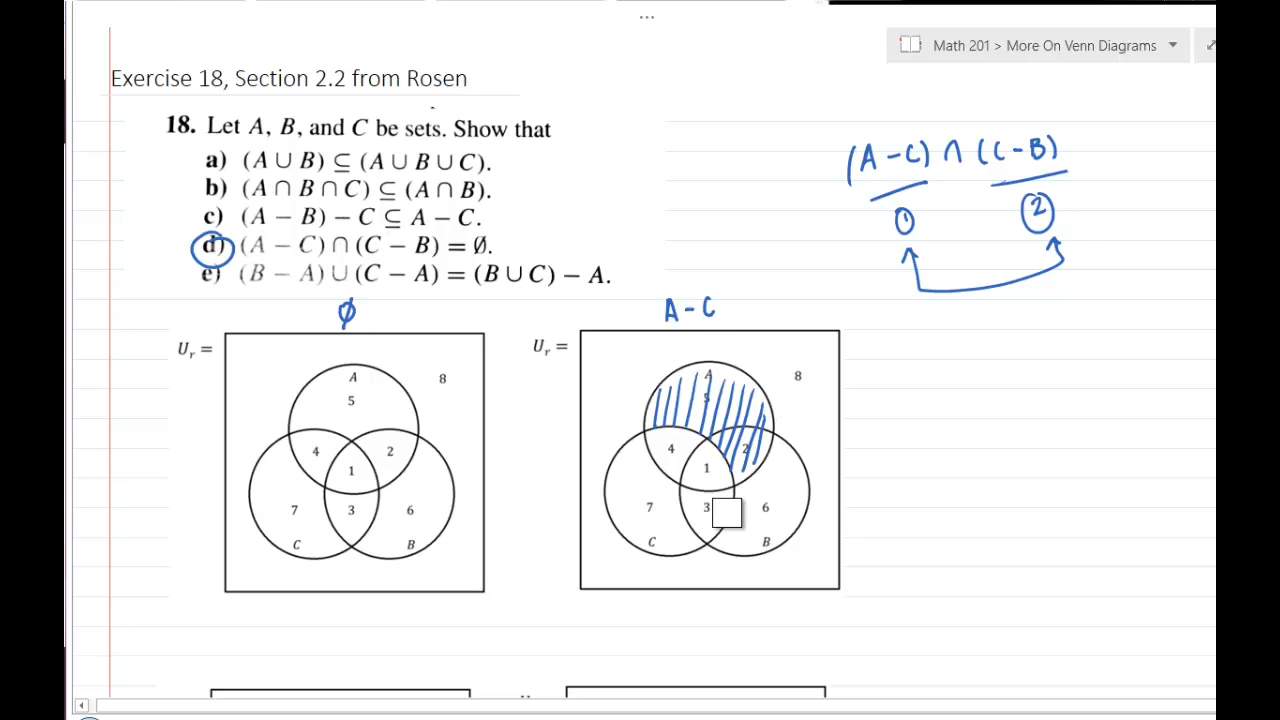 ...
Math 201 > More On Venn Diagrams
Exercise 18, Section 2.2 from Rosen
18. Let A, B, and C be sets. Show that
a) (A ∪ B) ⊆ (A ∪ B ∪ C).
b) (A ∩ B ∩ C) ⊆ (A ∩ B).
c) (A − B) − C ⊆ A − C.
d) (A − C) ∩ (C − B) = ∅.
e) (B − A) ∪ (C − A) = (B ∪ C) − A.
(A - C) ∩ (C - B)
① ②
∅
U_r =
A
5
8
4
2
1
7
3
6
C
B
A - C
U_r =
A
5
8
4
2
1
7
3
6
C
B